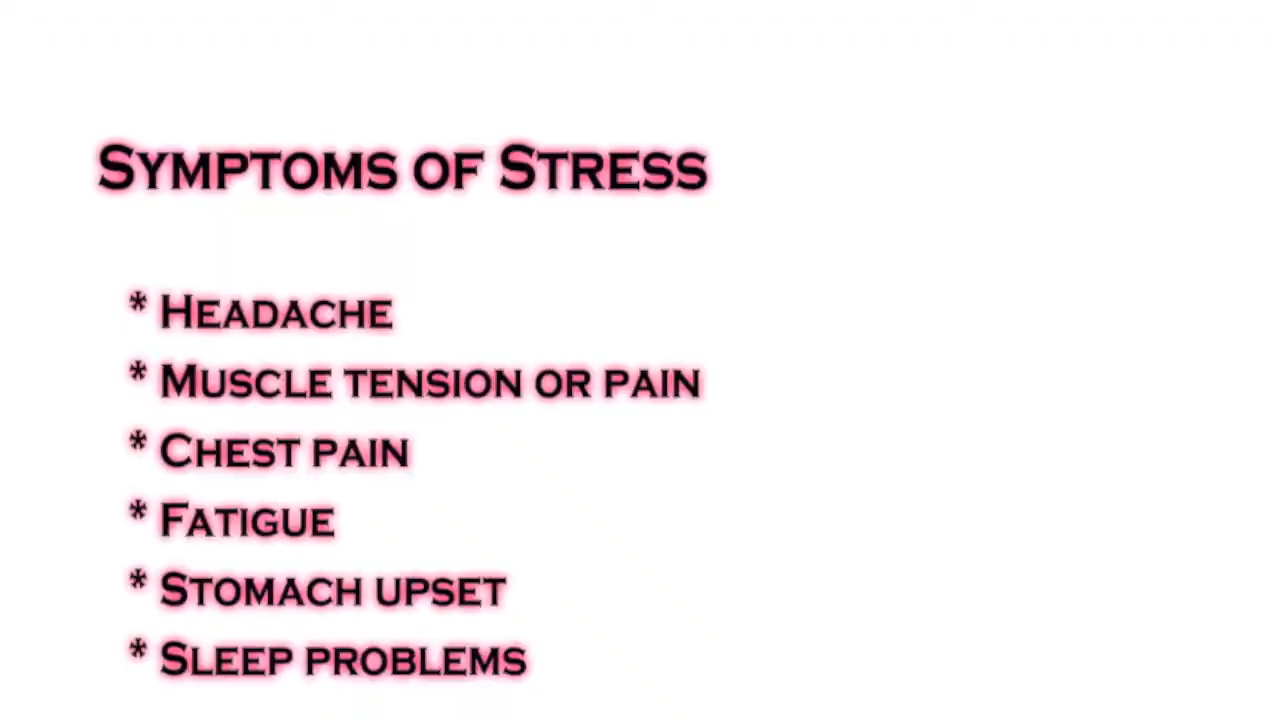 Symptoms of Stress
* Headache
* Muscle tension or pain
* Chest pain
* Fatigue
* Stomach upset
* Sleep problems